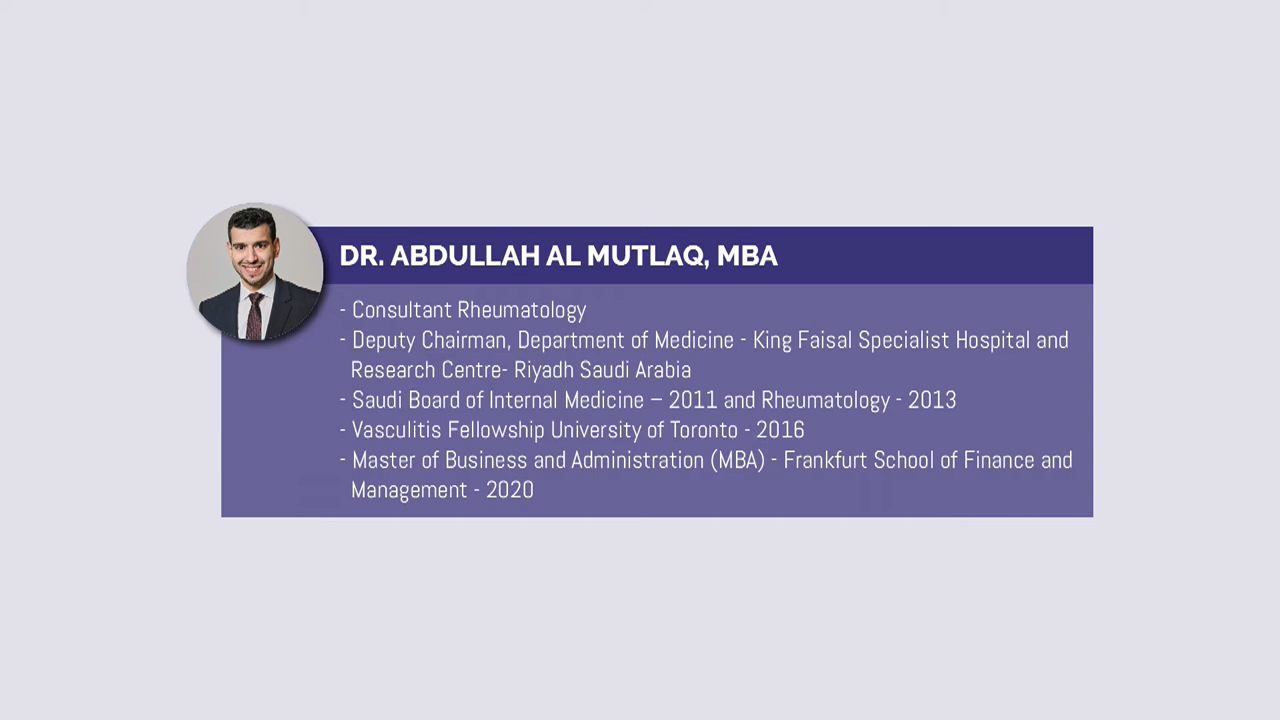 DR. ABDULLAH AL MUTLAQ, MBA
- Consultant Rheumatology
- Deputy Chairman, Department of Medicine - King Faisal Specialist Hospital and
Research Centre- Riyadh Saudi Arabia
- Saudi Board of Internal Medicine – 2011 and Rheumatology - 2013
- Vasculitis Fellowship University of Toronto - 2016
- Master of Business and Administration (MBA) - Frankfurt School of Finance and
Management - 2020